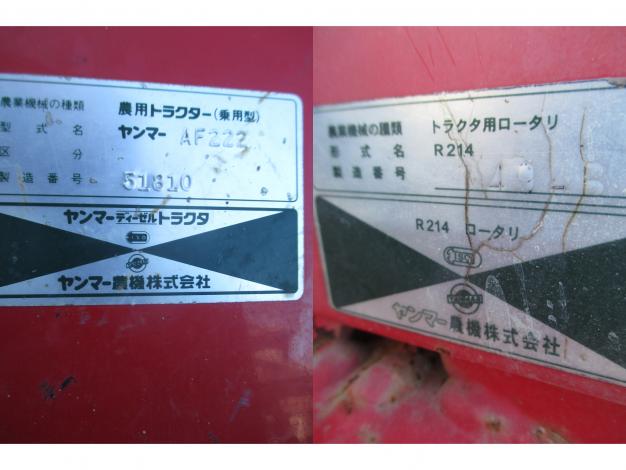 農業機械の種類 農用トラクター(乗用型)
型式名 ヤンマー AF222
区分
製造番号 51810
ヤンマーディーゼルトラクタ
ヤンマー農機株式会社
農業機械の種類 トラクタ用ロータリ
形式名 R214
製造番号
R214 ロータリ
ヤンマー農機株式会社